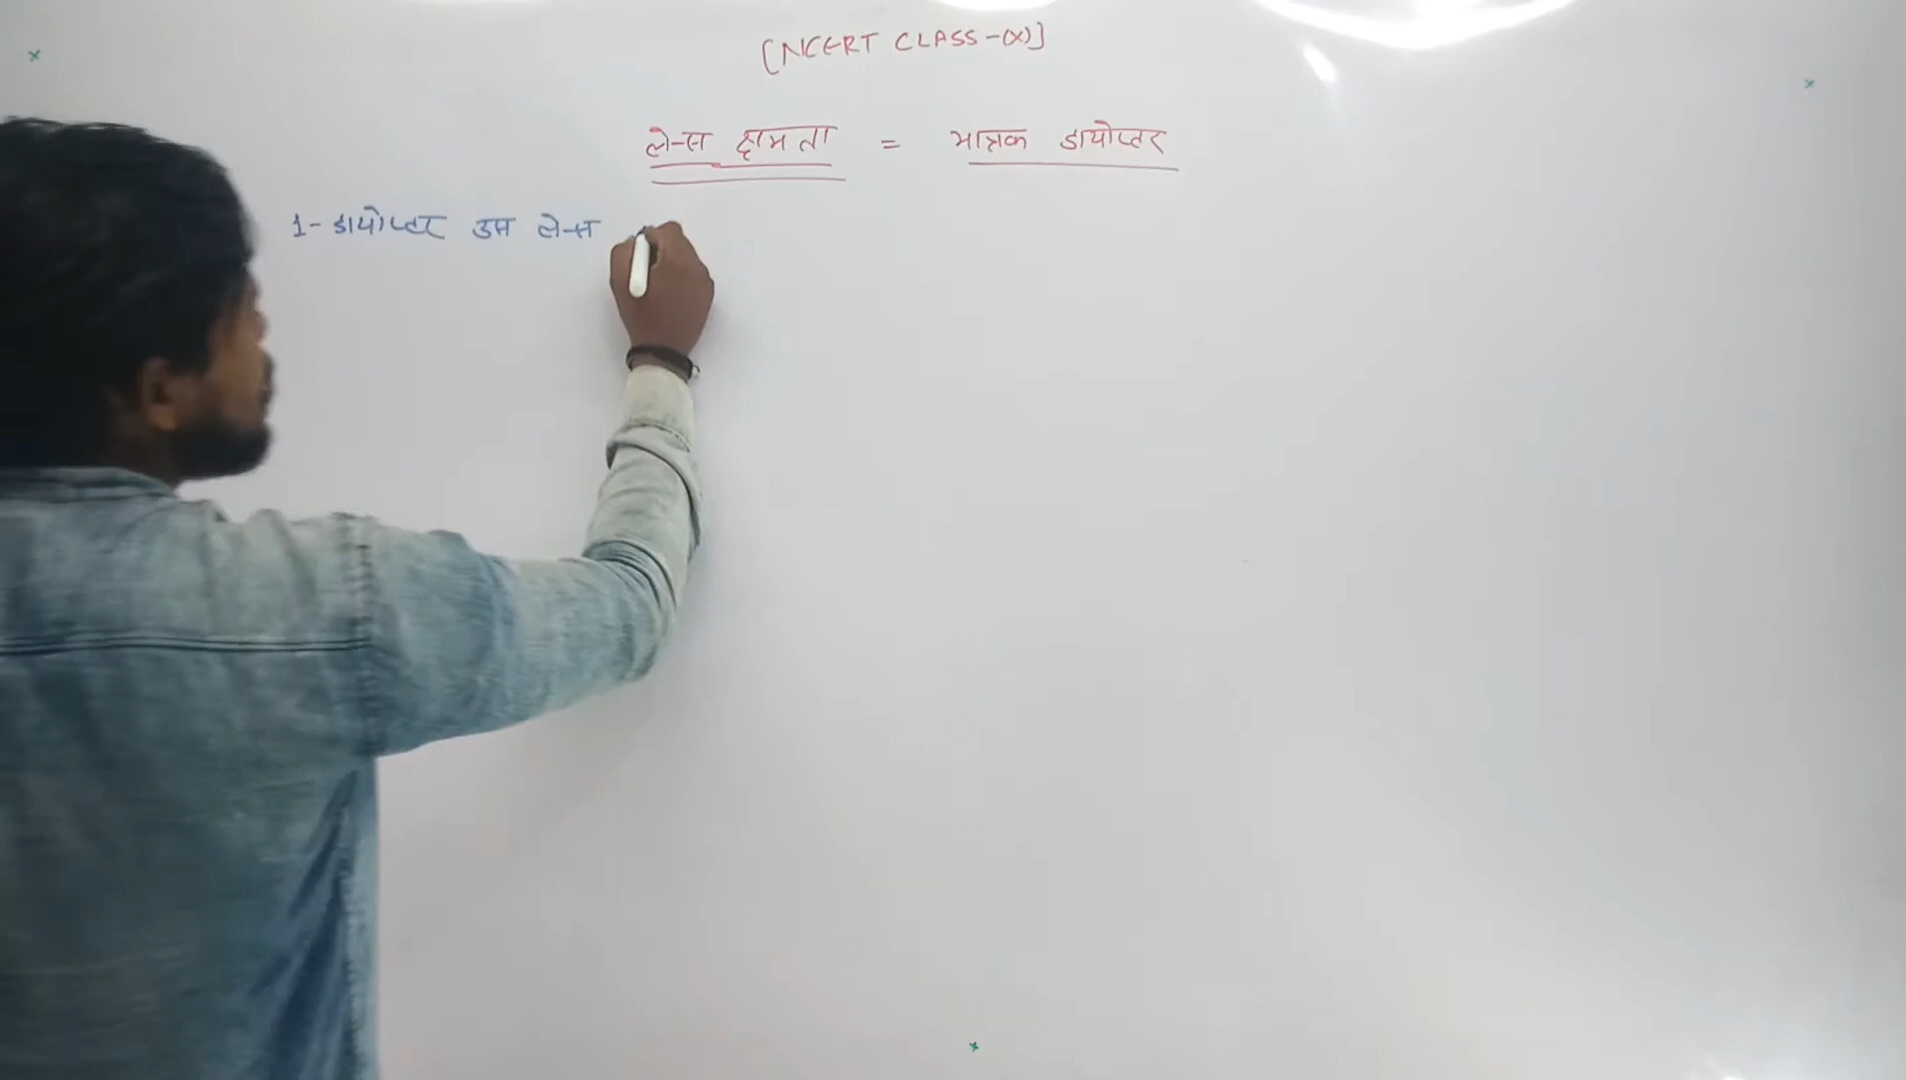 [NCERT CLASS-(X)]
लेन्स क्षमता = मात्रक डायोप्टर
1- डायोप्टर उस लेन्स